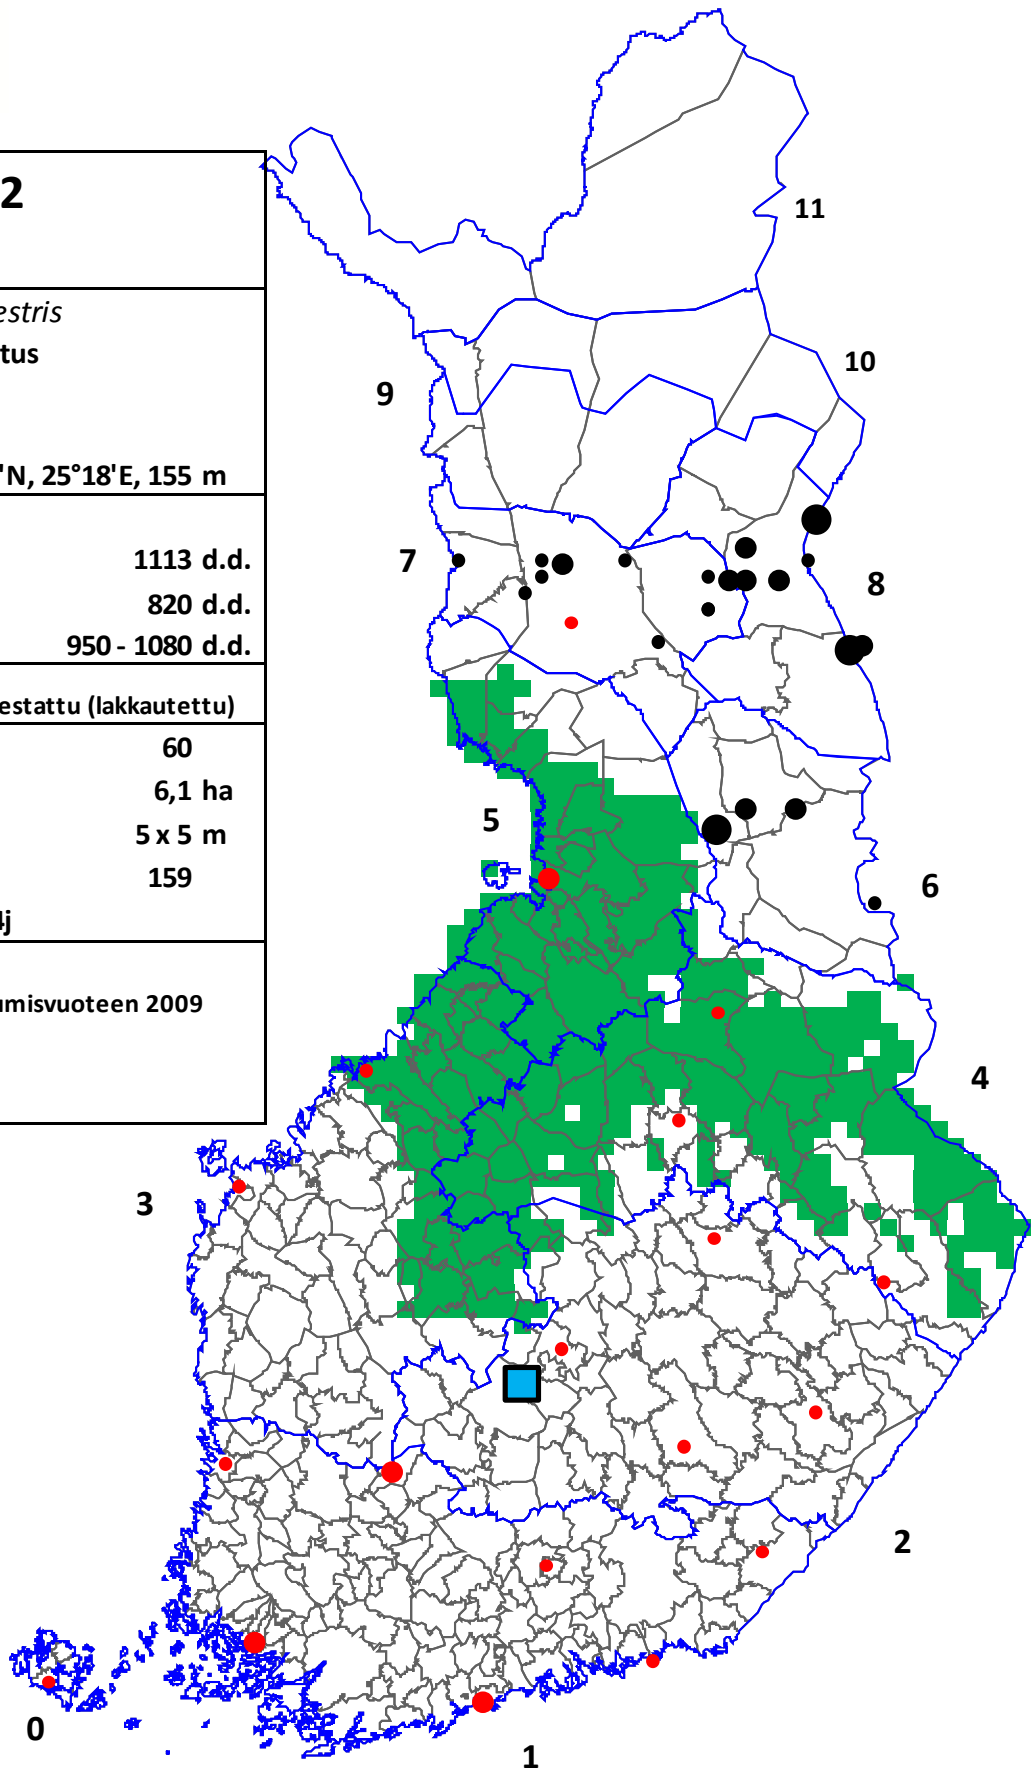 2
estris
tus
'N, 25°18'E, 155 m
1113 d.d.
820 d.d.
950 - 1080 d.d.
estattu (lakkautettu)
60
6,1 ha
5 x 5 m
159
4j
umisvuoteen 2009
11
10
9
8
7
6
5
4
3
2
1
0